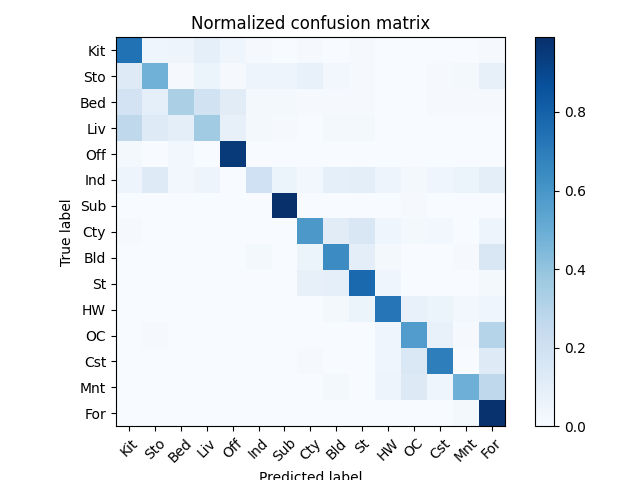 Normalized confusion matrix
True label
Kit
Sto
Bed
Liv
Off
Ind
Sub
Cty
Bld
St
HW
OC
Cst
Mnt
For
Kit Sto Bed Liv Off Ind Sub Cty Bld St HW OC Cst Mnt For
Predicted label
0.8
0.6
0.4
0.2
0.0